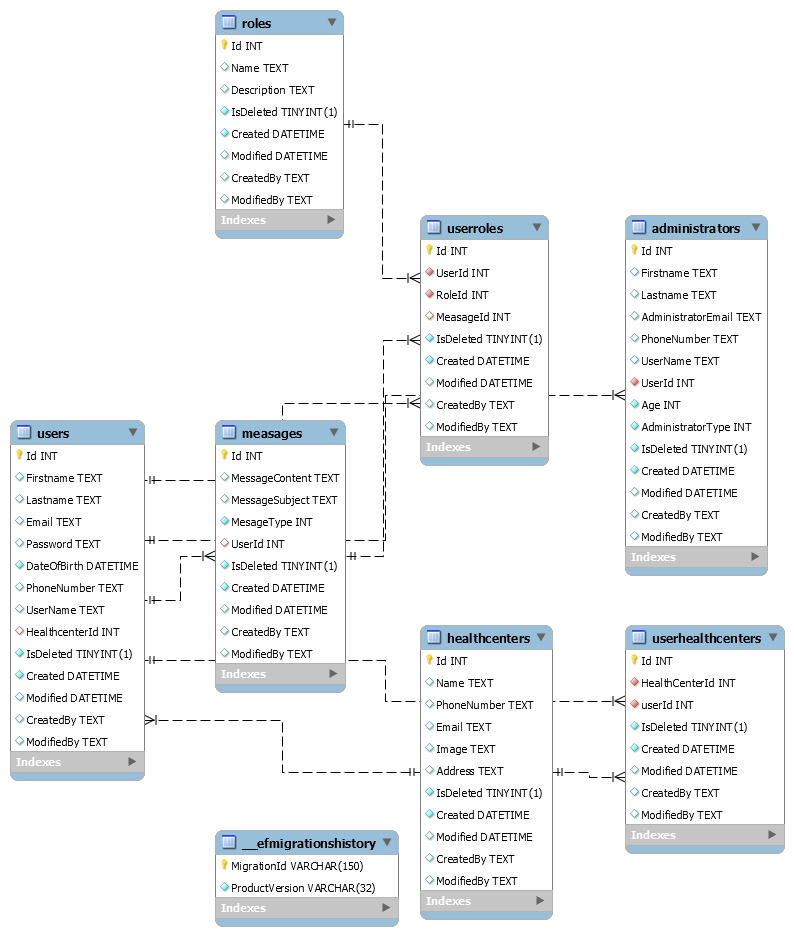 roles
Id INT
Name TEXT
Description TEXT
IsDeleted TINYINT(1)
Created DATETIME
Modified DATETIME
CreatedBy TEXT
ModifiedBy TEXT
Indexes
userroles
Id INT
UserId INT
RoleId INT
MeasageId INT
IsDeleted TINYINT(1)
Created DATETIME
Modified DATETIME
CreatedBy TEXT
ModifiedBy TEXT
Indexes
administrators
Id INT
Firstname TEXT
Lastname TEXT
AdministratorEmail TEXT
PhoneNumber TEXT
UserName TEXT
UserId INT
Age INT
AdministratorType INT
IsDeleted TINYINT(1)
Created DATETIME
Modified DATETIME
CreatedBy TEXT
ModifiedBy TEXT
Indexes
users
Id INT
Firstname TEXT
Lastname TEXT
Email TEXT
Password TEXT
DateOfBirth DATETIME
PhoneNumber TEXT
UserName TEXT
HealthcenterId INT
IsDeleted TINYINT(1)
Created DATETIME
Modified DATETIME
CreatedBy TEXT
ModifiedBy TEXT
Indexes
measages
Id INT
MessageContent TEXT
MessageSubject TEXT
MesageType INT
UserId INT
IsDeleted TINYINT(1)
Created DATETIME
Modified DATETIME
CreatedBy TEXT
ModifiedBy TEXT
Indexes
healthcenters
Id INT
Name TEXT
PhoneNumber TEXT
Email TEXT
Image TEXT
Address TEXT
IsDeleted TINYINT(1)
Created DATETIME
Modified DATETIME
CreatedBy TEXT
ModifiedBy TEXT
Indexes
userhealthcenters
Id INT
HealthCenterId INT
userId INT
IsDeleted TINYINT(1)
Created DATETIME
Modified DATETIME
CreatedBy TEXT
ModifiedBy TEXT
Indexes
__efmigrationshistory
MigrationId VARCHAR(150)
ProductVersion VARCHAR(32)
Indexes